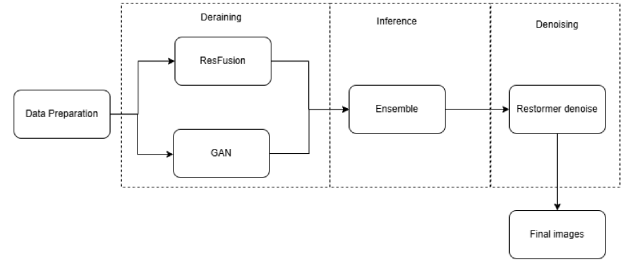 Deraining
Inference
Denoising
ResFusion
Data Preparation
Ensemble
Restormer denoise
GAN
Final images